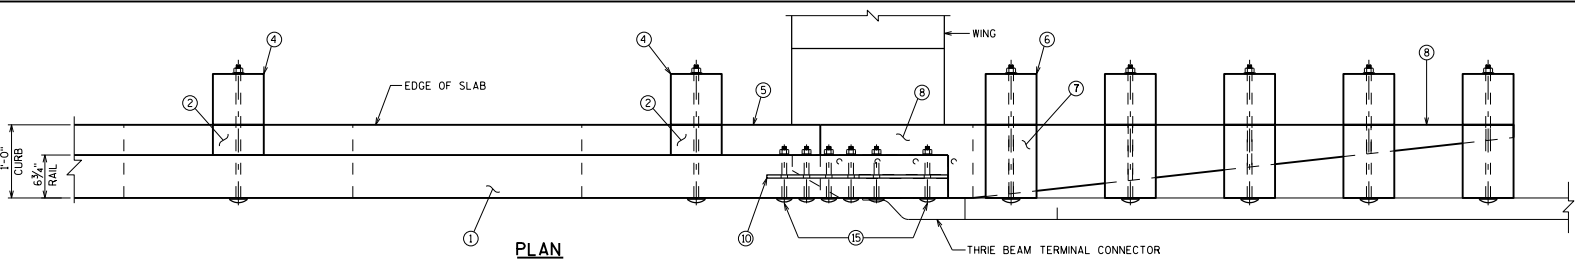 WING
4
4
6
8
EDGE OF SLAB
2
2
5
8
7
1'-0"
CURB
6¾"
RAIL
1
10
15
PLAN
THRIE BEAM TERMINAL CONNECTOR